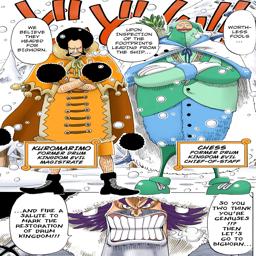 WE
BELIEVE
THEY
HEADED
FOR
BIGHORN.
UPON
INSPECTION
OF THE
FOOTPRINTS
LEADING FROM
THE SHIP...
WORTH-
LESS
FOOLS
KUROMARIMO
FORMER DRUM
KINGDOM EVIL
MAGISTRATE
CHESS
FORMER DRUM
KINGDOM EVIL
CHIEF-OF-STAFF
...AND FIRE A
SALUTE TO
MARK THE
RESTORATION
OF DRUM
KINGDOM!!!
SO YOU
TWO THINK
YOU'RE
GENIUSES
!!?
THEN
LET'S
GO TO
BIGHORN...